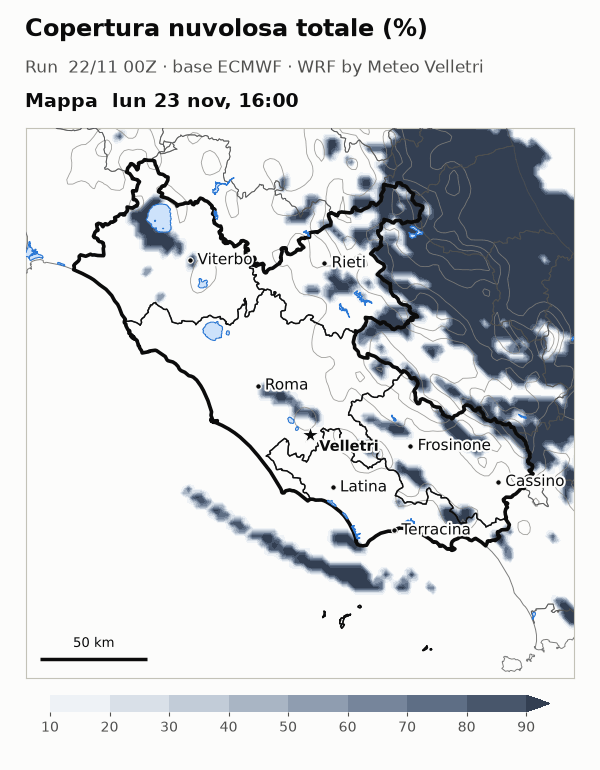 Copertura nuvolosa totale (%)
Run 22/11 00Z · base ECMWF · WRF by Meteo Velletri
Mappa lun 23 nov, 16:00
Viterbo
Rieti
Roma
Velletri
Frosinone
Latina
Cassino
Terracina
50 km
10 20 30 40 50 60 70 80 90